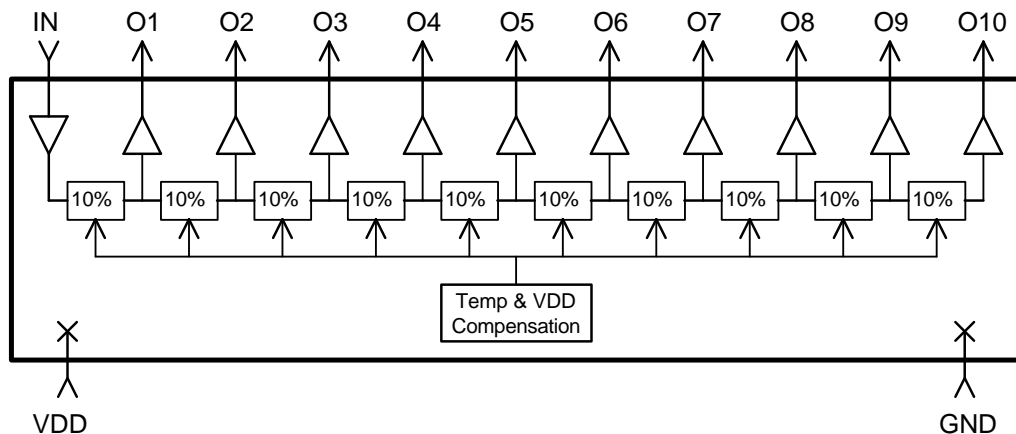 IN O1 O2 O3 O4 O5 O6 O7 O8 O9 O10
10% 10% 10% 10% 10% 10% 10% 10% 10% 10%
Temp & VDD
Compensation
VDD GND